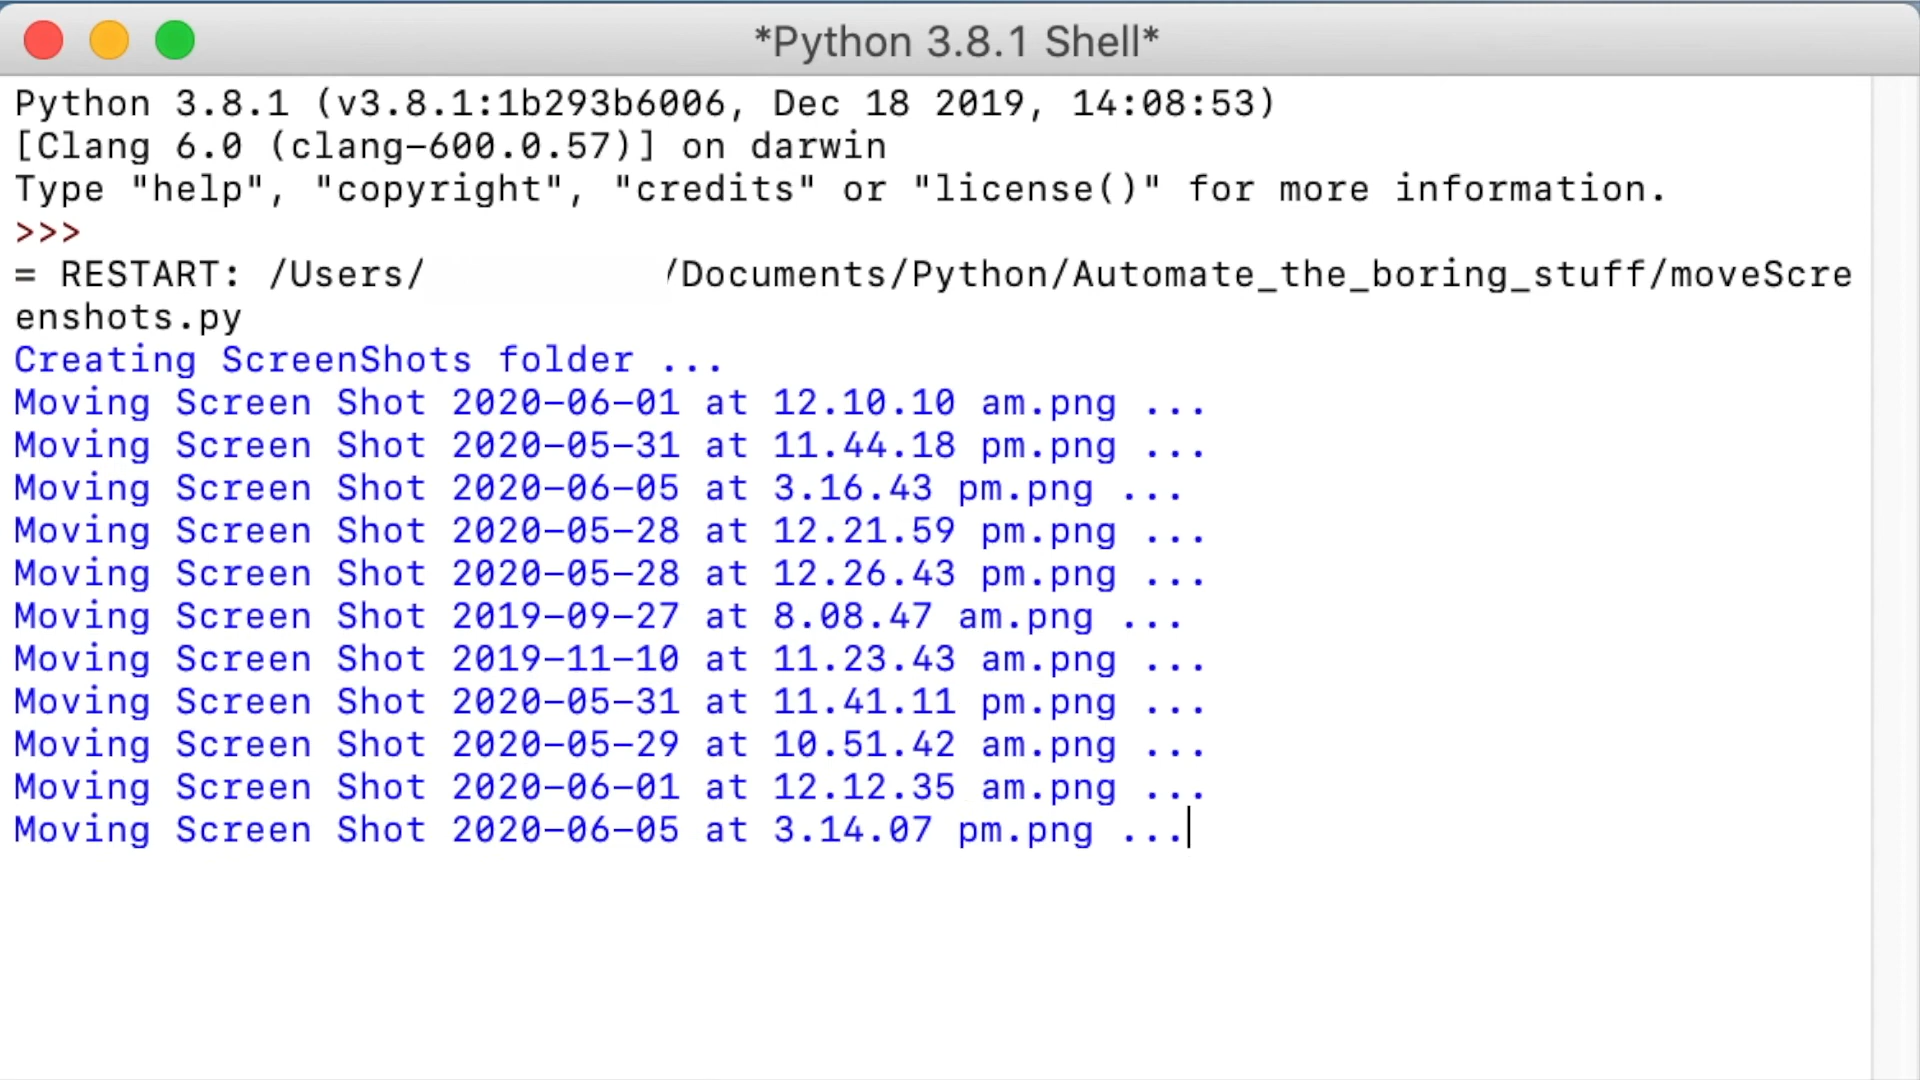 *Python 3.8.1 Shell*
Python 3.8.1 (v3.8.1:1b293b6006, Dec 18 2019, 14:08:53)
[Clang 6.0 (clang-600.0.57)] on darwin
Type "help", "copyright", "credits" or "license()" for more information.
>>>
= RESTART: /Users/ /Documents/Python/Automate_the_boring_stuff/moveScre
enshots.py
Creating ScreenShots folder ...
Moving Screen Shot 2020-06-01 at 12.10.10 am.png ...
Moving Screen Shot 2020-05-31 at 11.44.18 pm.png ...
Moving Screen Shot 2020-06-05 at 3.16.43 pm.png ...
Moving Screen Shot 2020-05-28 at 12.21.59 pm.png ...
Moving Screen Shot 2020-05-28 at 12.26.43 pm.png ...
Moving Screen Shot 2019-09-27 at 8.08.47 am.png ...
Moving Screen Shot 2019-11-10 at 11.23.43 am.png ...
Moving Screen Shot 2020-05-31 at 11.41.11 pm.png ...
Moving Screen Shot 2020-05-29 at 10.51.42 am.png ...
Moving Screen Shot 2020-06-01 at 12.12.35 am.png ...
Moving Screen Shot 2020-06-05 at 3.14.07 pm.png ...